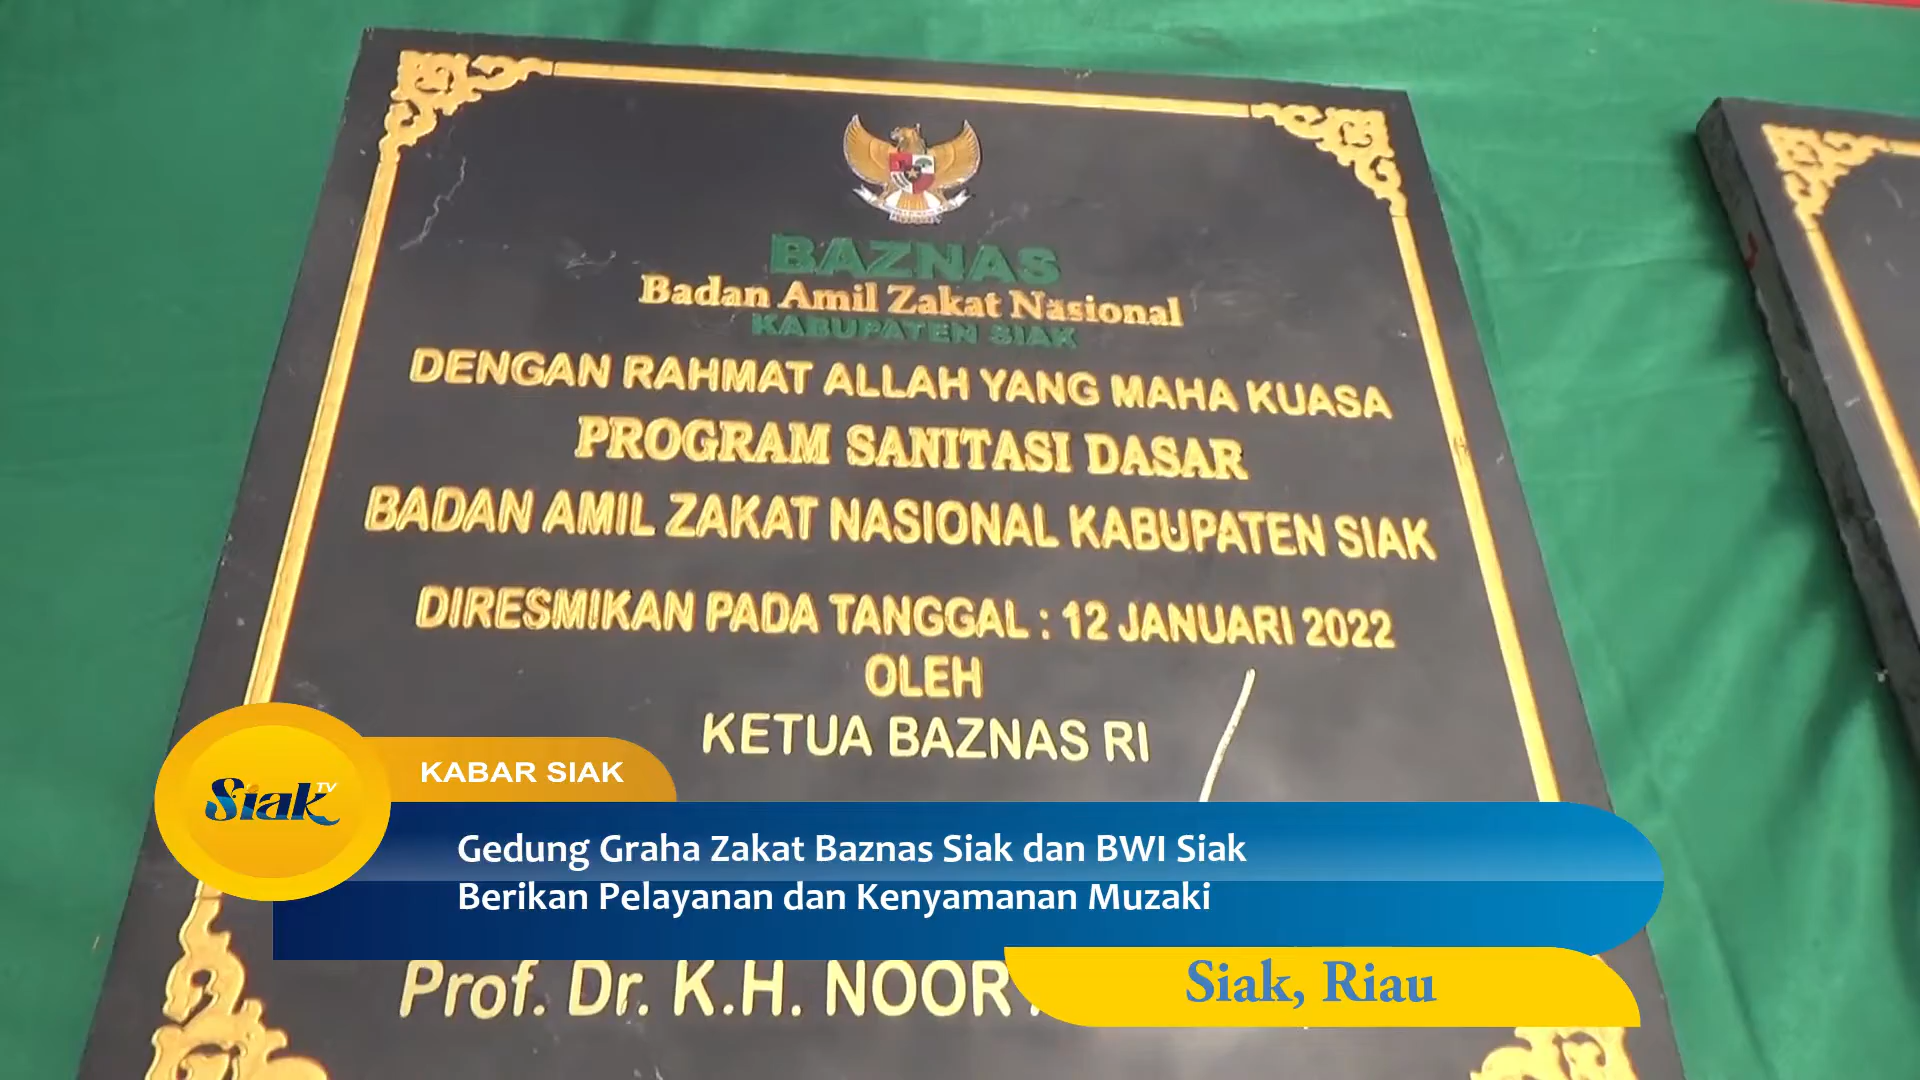 BAZNAS
Badan Amil Zakat Nasional
KABUPATEN SIAK
DENGAN RAHMAT ALLAH YANG MAHA KUASA
PROGRAM SANITASI DASAR
BADAN AMIL ZAKAT NASIONAL KABUPATEN SIAK
DIRESMIKAN PADA TANGGAL : 12 JANUARI 2022
OLEH
KETUA BAZNAS RI
Prof. Dr. K.H. NOOR
Siak TV
KABAR SIAK
Gedung Graha Zakat Baznas Siak dan BWI Siak
Berikan Pelayanan dan Kenyamanan Muzaki
Siak, Riau